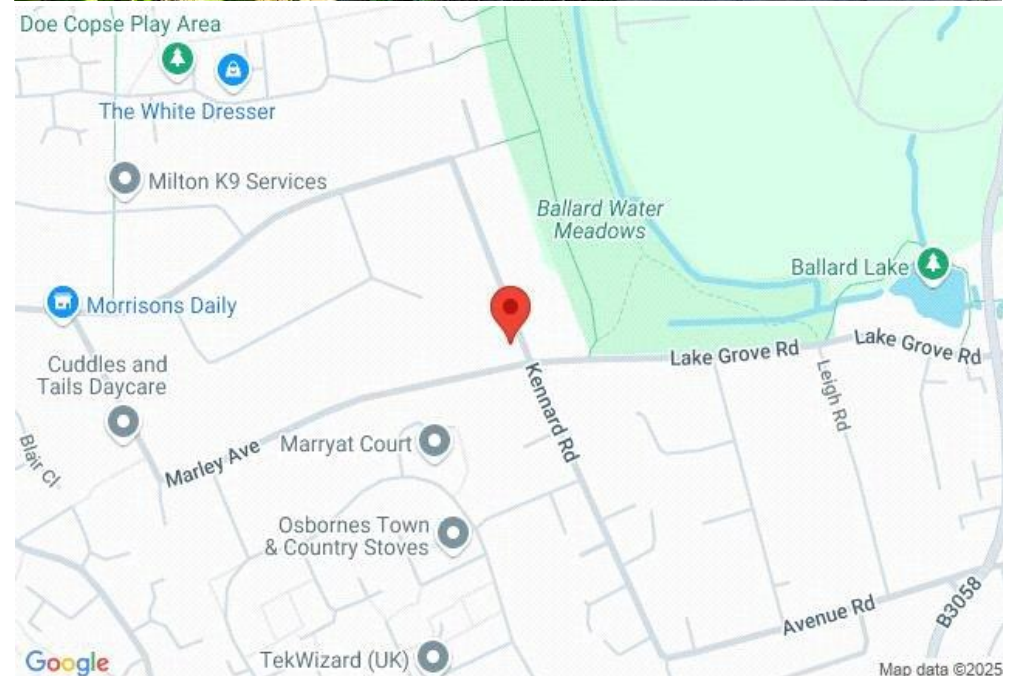 Doe Copse Play Area
The White Dresser
Milton K9 Services
Ballard Water
Meadows
Ballard Lake
Morrisons Daily
Lake Grove Rd
Lake Grove Rd
Cuddles and
Tails Daycare
Kennard Rd
Leigh Rd
Blair Cl
Marley Ave
Marryat Court
Osbornes Town
& Country Stoves
Avenue Rd
B3058
TekWizard (UK)
Google
Map data ©2025